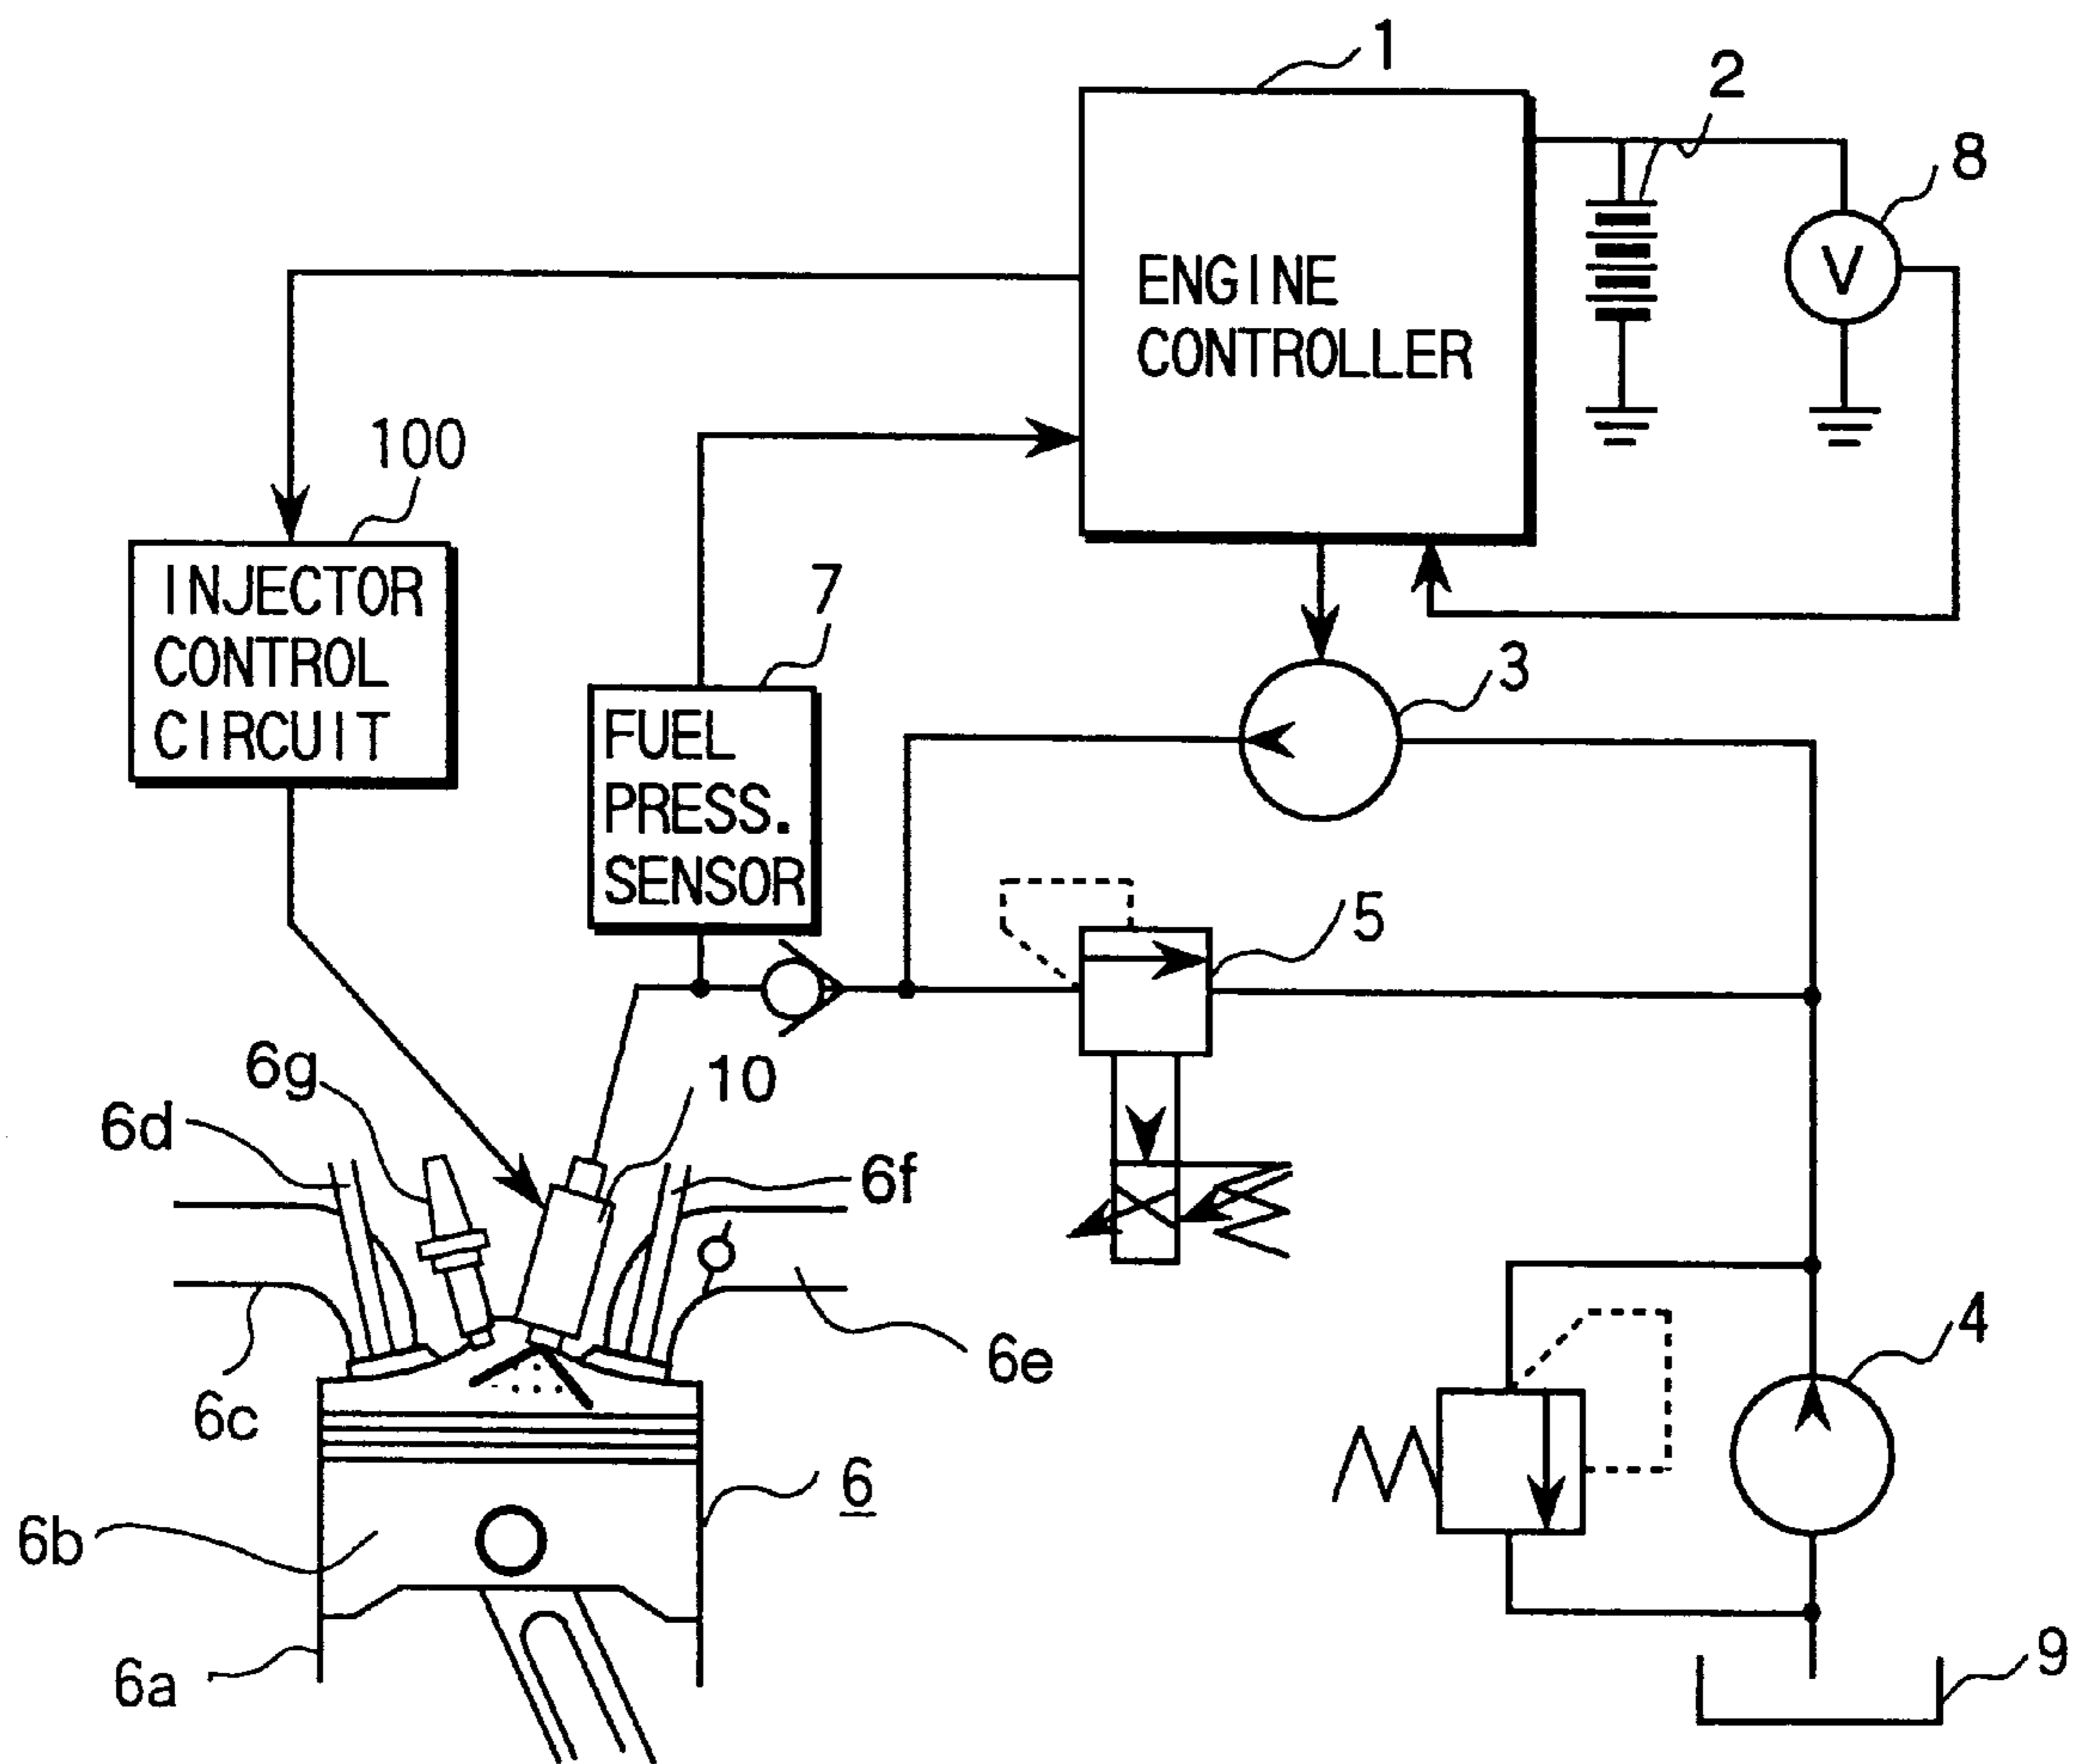 1
2
8
V
ENGINE
CONTROLLER
100
INJECTOR
CONTROL
CIRCUIT
7
FUEL
PRESS.
SENSOR
3
5
10
6g
6d
6f
6e
6c
4
6
6b
6a
9